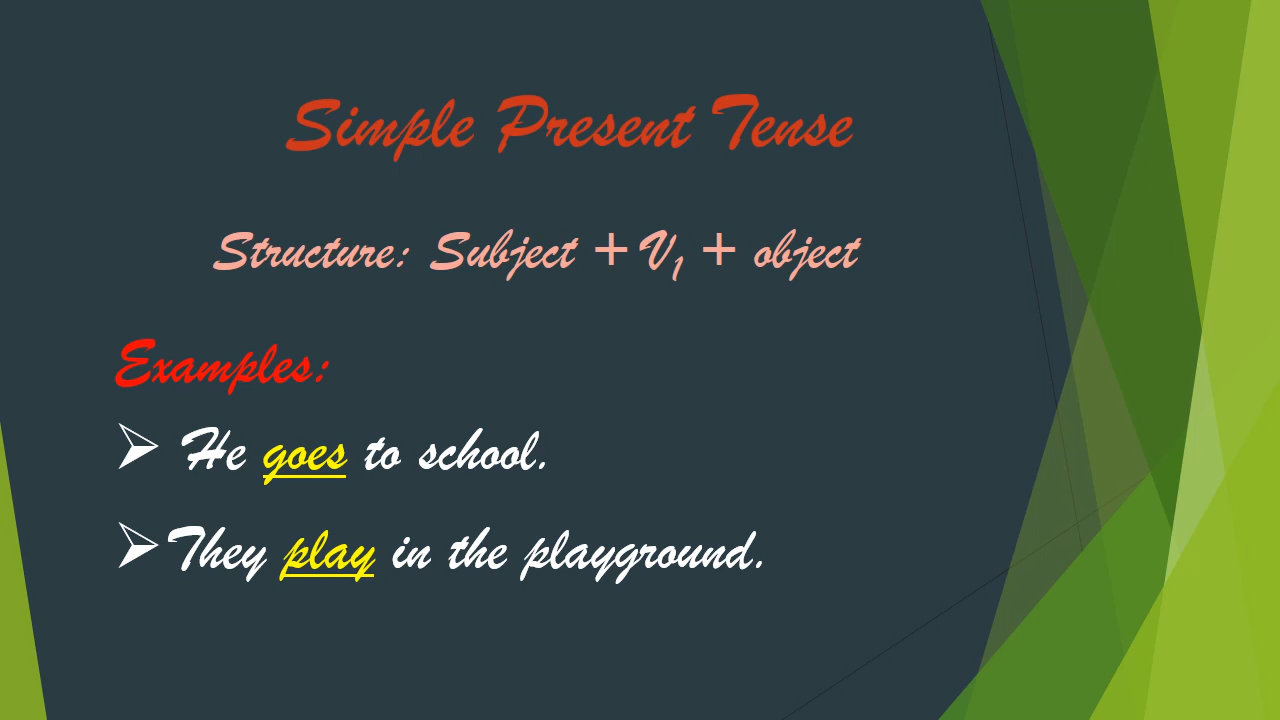 Simple Present Tense
Structure: Subject + V₁ + object
Examples:
➢ He goes to school.
➢ They play in the playground.